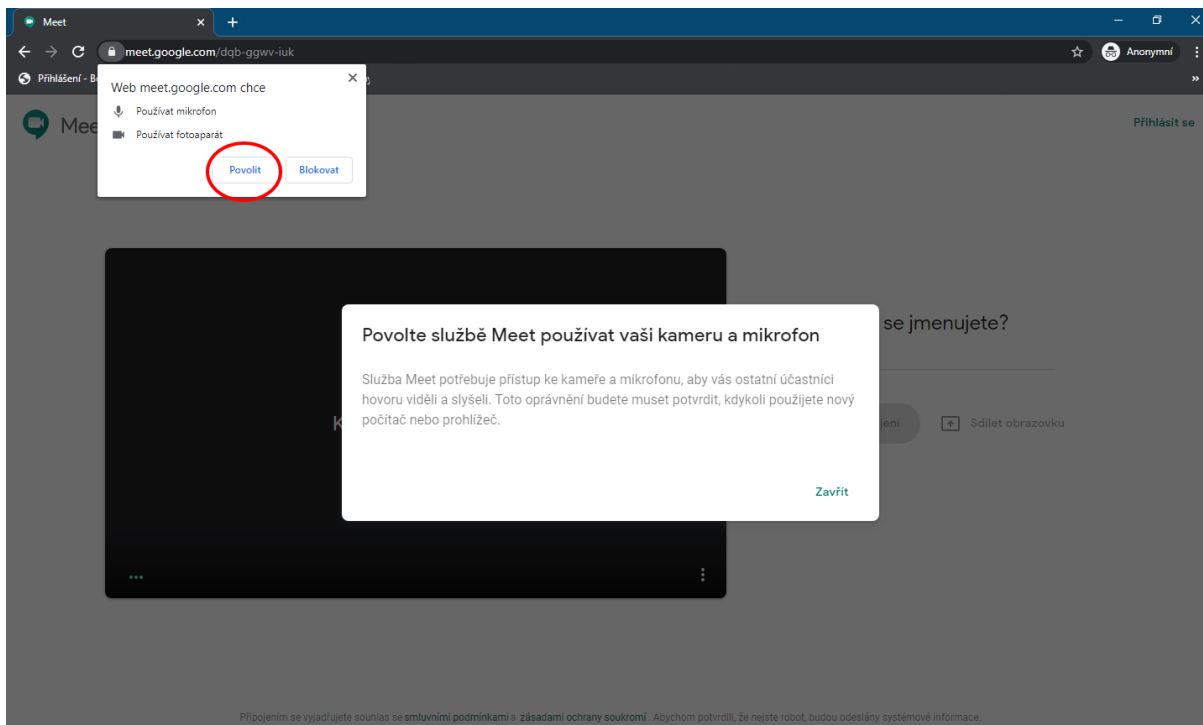 Meet
meet.google.com/dqb-ggwv-iuk
Anonymní
Přihlášení -
Web meet.google.com chce
Používat mikrofon
Používat fotoaparát
Povolit
Blokovat
Přihlásit se
se jmenujete?
Povolte službě Meet používat vaši kameru a mikrofon
Služba Meet potřebuje přístup ke kameře a mikrofonu, aby vás ostatní účastníci
hovoru viděli a slyšeli. Toto oprávnění budete muset potvrdit, kdykoli použijete nový
počítač nebo prohlížeč.
Zavřít
Sdílet obrazovku
Připojením se vyjadřujete souhlas se smluvními podmínkami a zásadami ochrany soukromí. Abychom potvrdili, že nejste robot, budou odeslány systémové informace.